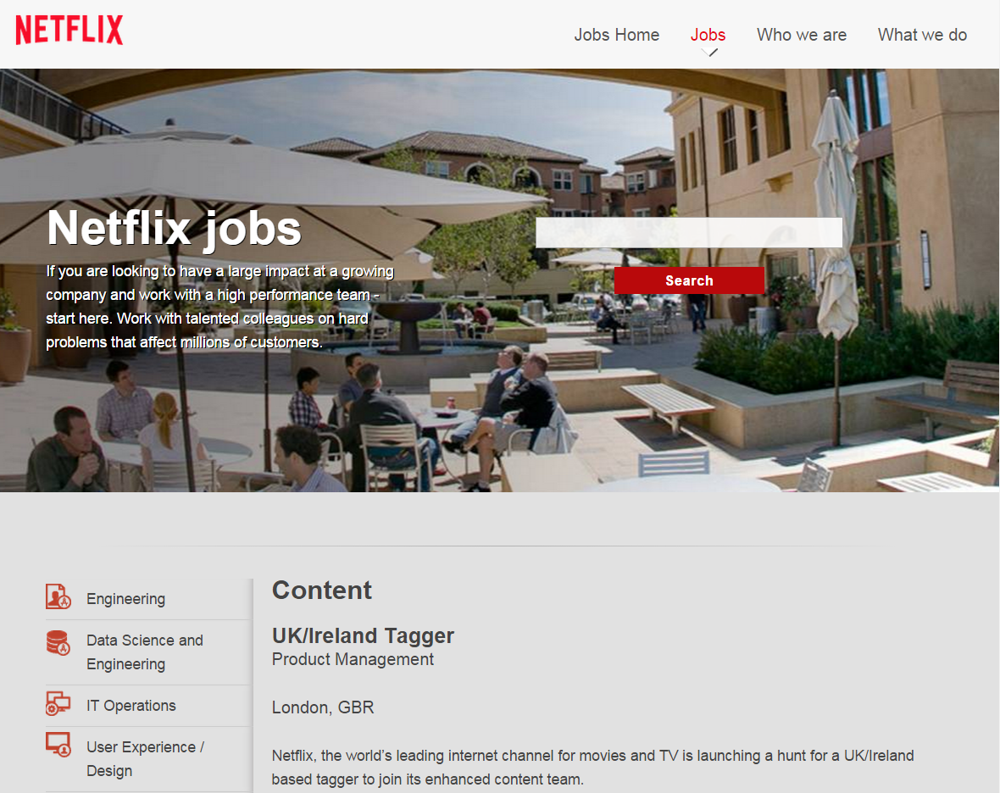 NETFLIX
Jobs Home
Jobs
Who we are
What we do
Netflix jobs
If you are looking to have a large impact at a growing
company and work with a high performance team -
start here. Work with talented colleagues on hard
problems that affect millions of customers.
Search
Engineering
Data Science and
Engineering
IT Operations
User Experience /
Design
Content
UK/Ireland Tagger
Product Management
London, GBR
Netflix, the world’s leading internet channel for movies and TV is launching a hunt for a UK/Ireland
based tagger to join its enhanced content team.